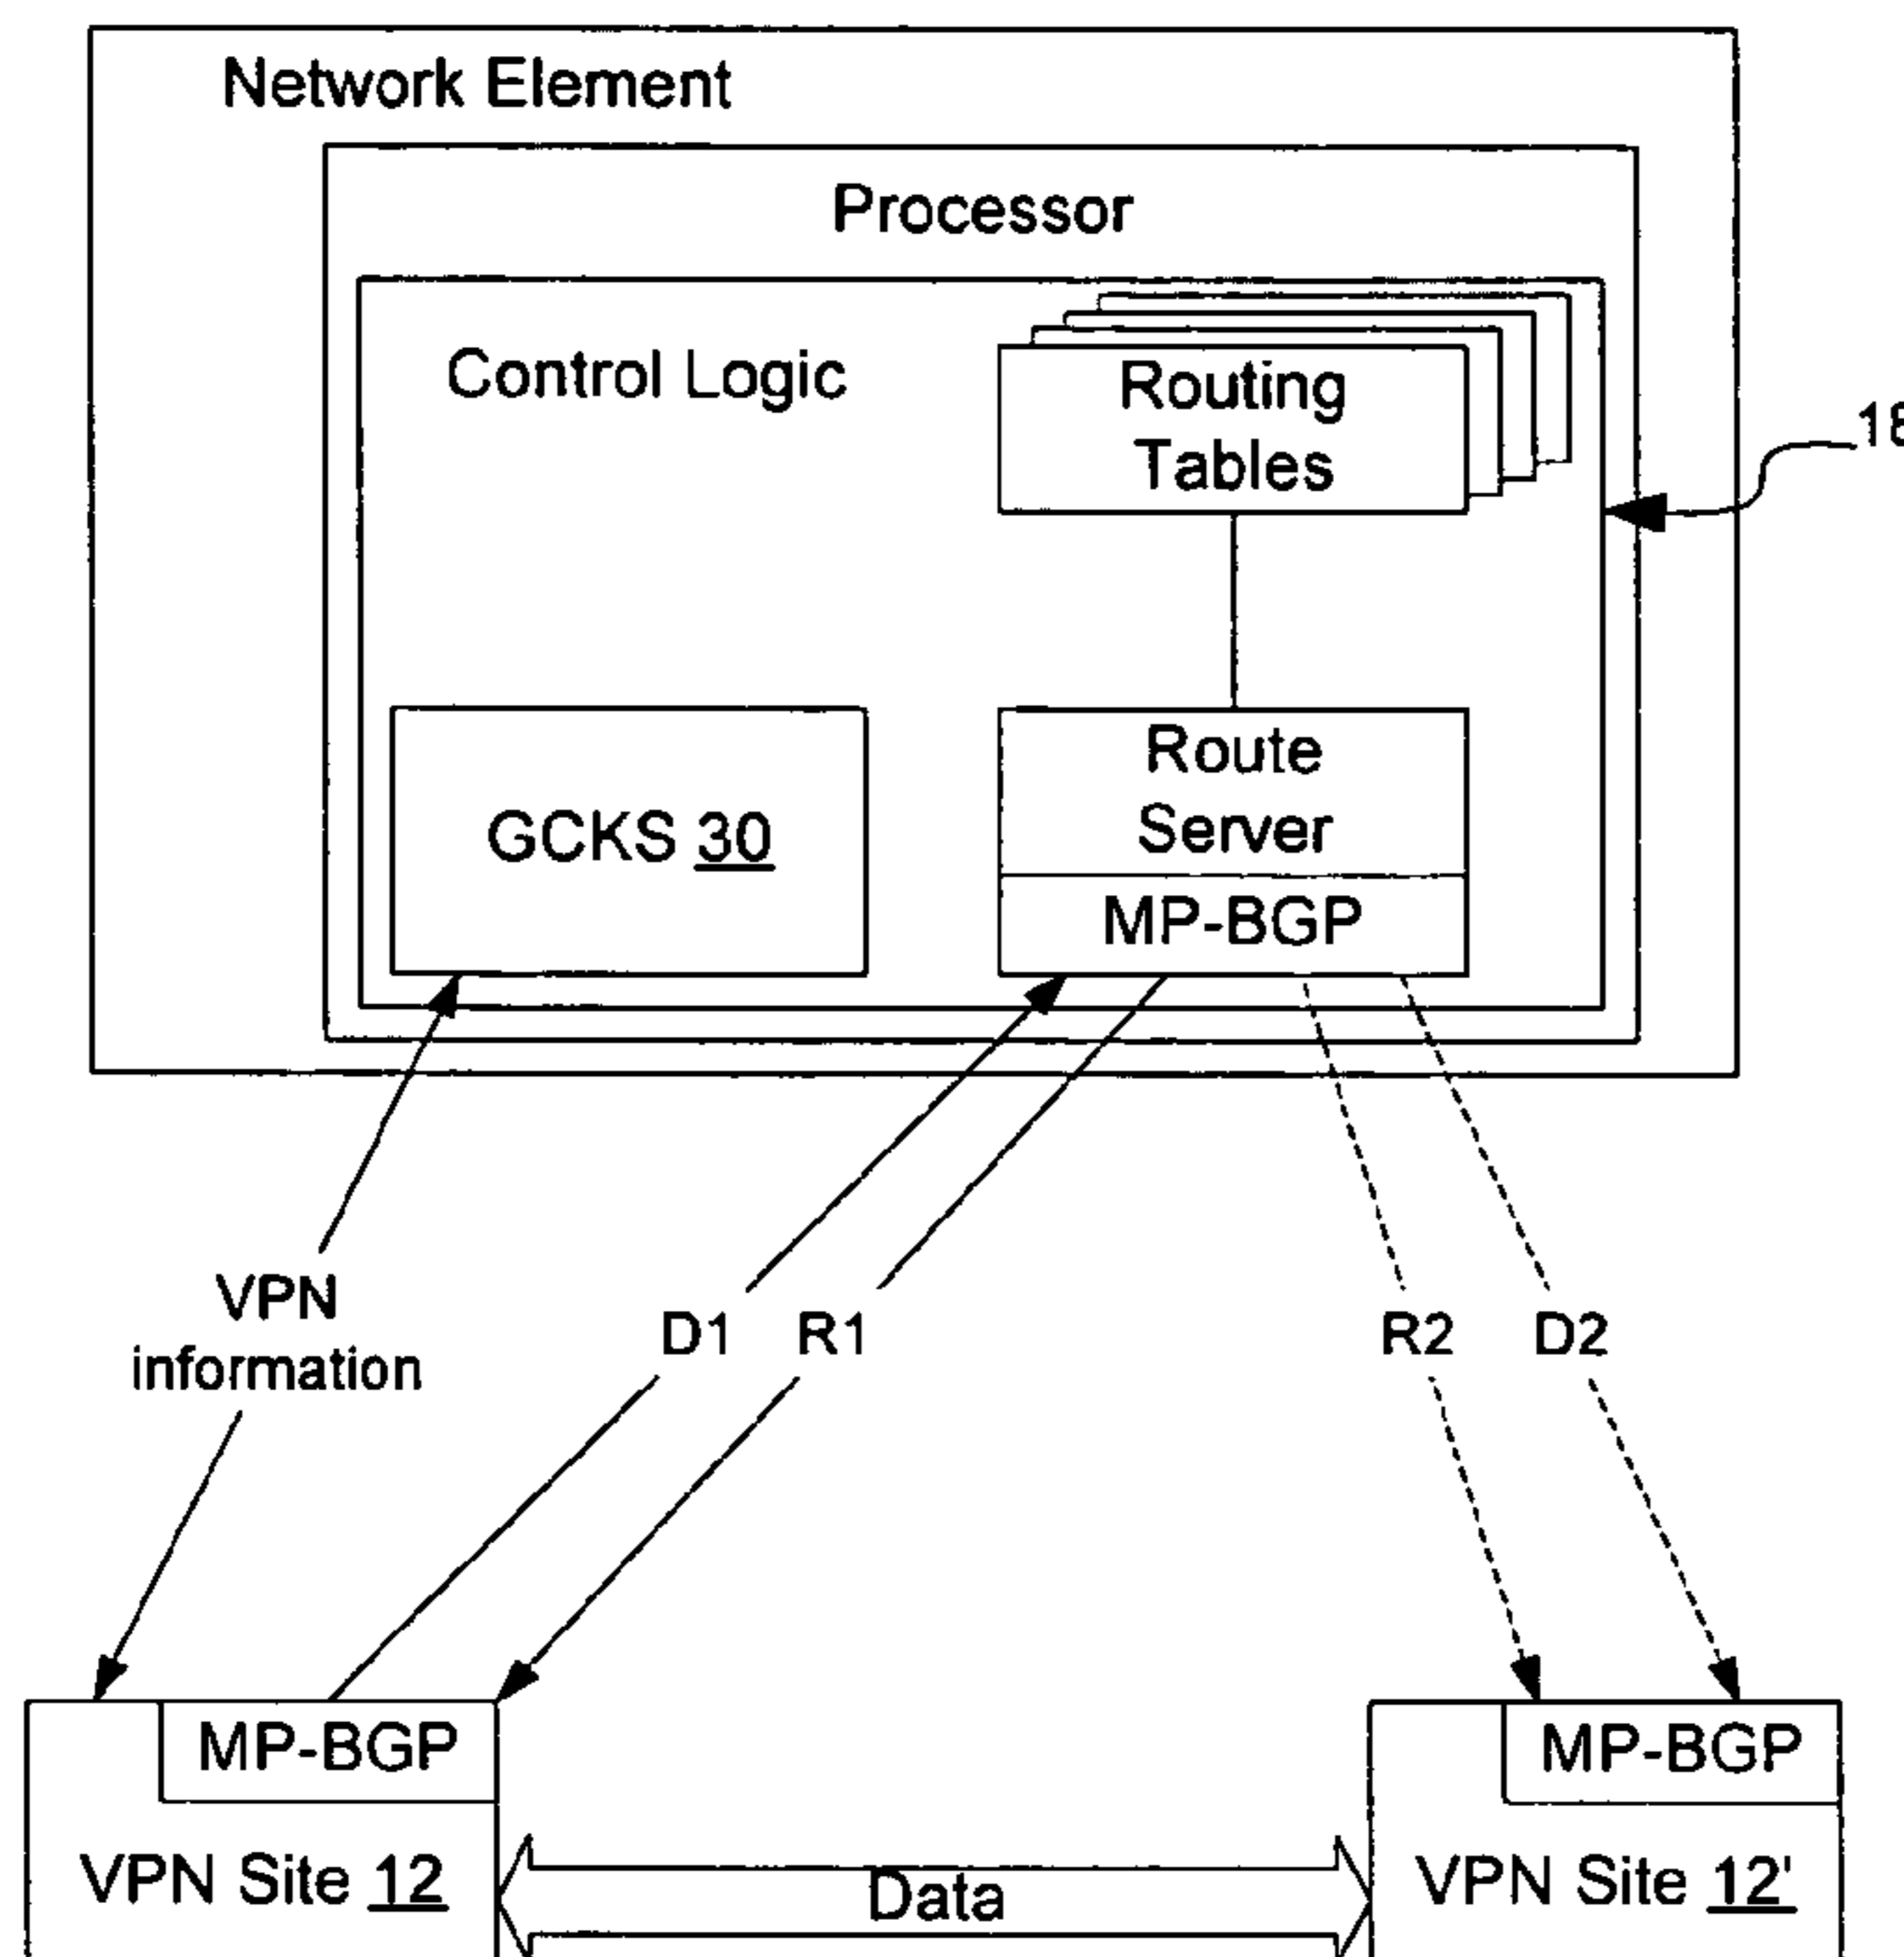 Network Element
Processor
Control Logic
Routing
Tables
18
GCKS 30
Route
Server
MP-BGP
VPN
information
D1
R1
R2
D2
MP-BGP
VPN Site 12
Data
MP-BGP
VPN Site 12'